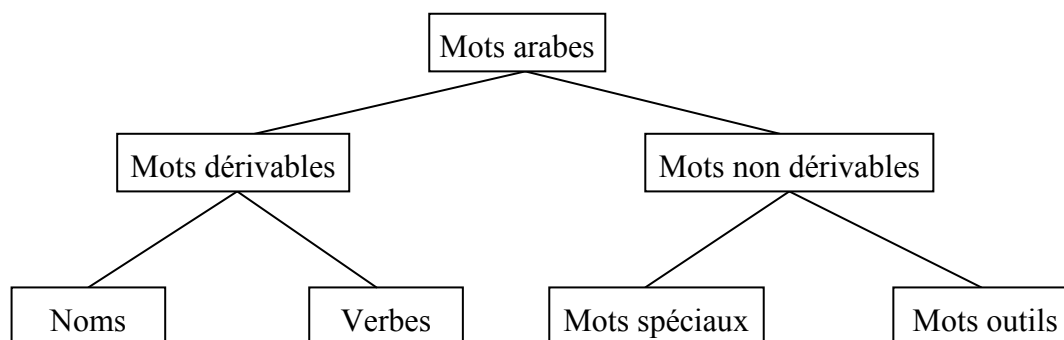 Mots arabes
Mots dérivables
Mots non dérivables
Noms
Verbes
Mots spéciaux
Mots outils